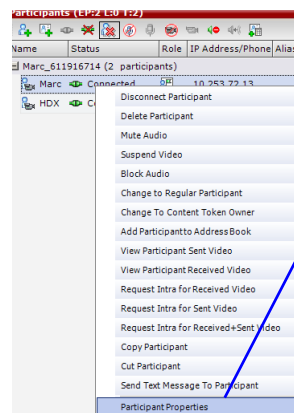 Participants (EP:2 L:0 T:2)
Name Status Role IP Address/Phone Alias
Marc_611916714 (2 participants)
Marc Connected 10.253.72.13
HDX
Disconnect Participant
Delete Participant
Mute Audio
Suspend Video
Block Audio
Change to Regular Participant
Change To Content Token Owner
Add Participantto AddressBook
View Participant Sent Video
View Participant Received Video
Request Intra for Received Video
Request Intra for Sent Video
Request Intra for Received+Sent Video
Copy Participant
Cut Participant
Send Text Message To Participant
Participant Properties